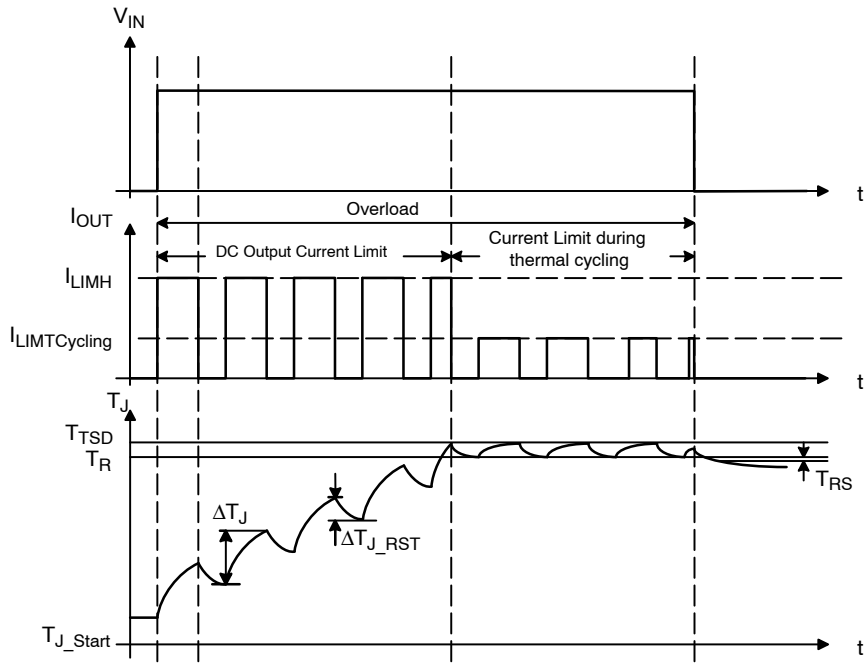 V_IN
t
I_OUT
Overload
DC Output Current Limit
Current Limit during
thermal cycling
I_LIMH
I_LIMTCycling
t
T_J
T_TSD
T_R
T_RS
ΔT_J
ΔT_J_RST
T_J_Start
t